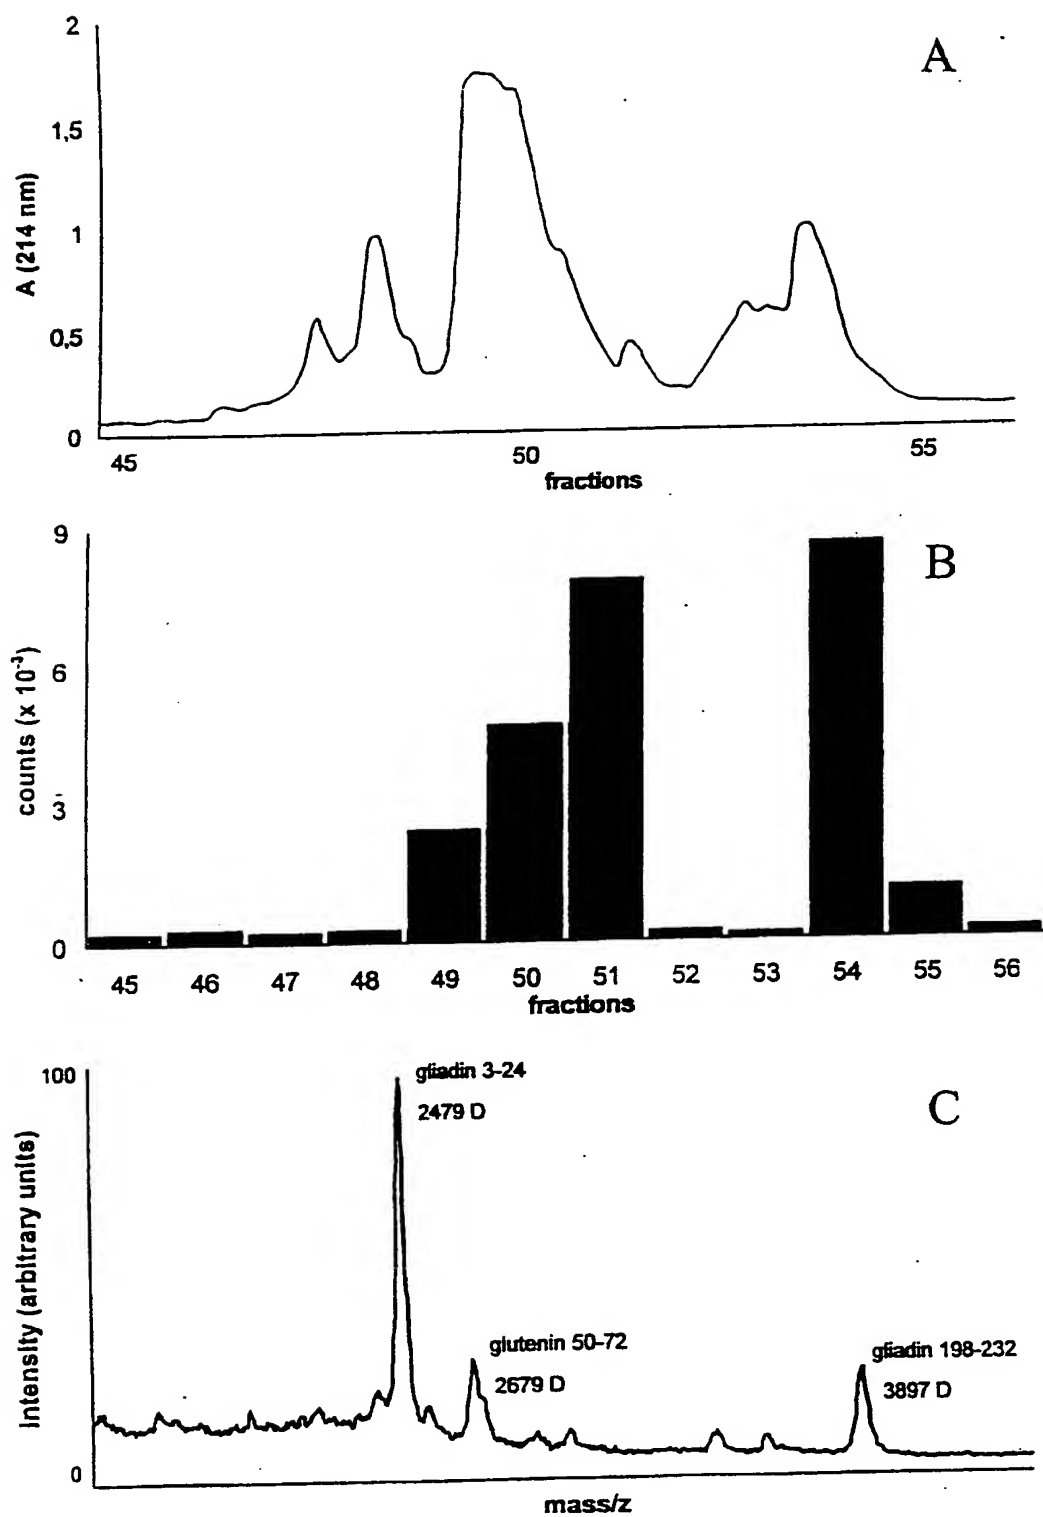 2
A
1,5
1
0,5
0
A (214 nm)
45
50
55
fractions
9
B
6
3
0
counts (x 10⁻³)
45 46 47 48 49 50 51 52 53 54 55 56
fractions
100
gliadin 3-24
2479 D
C
glutenin 50-72
2679 D
gliadin 198-232
3897 D
0
Intensity (arbitrary units)
mass/z